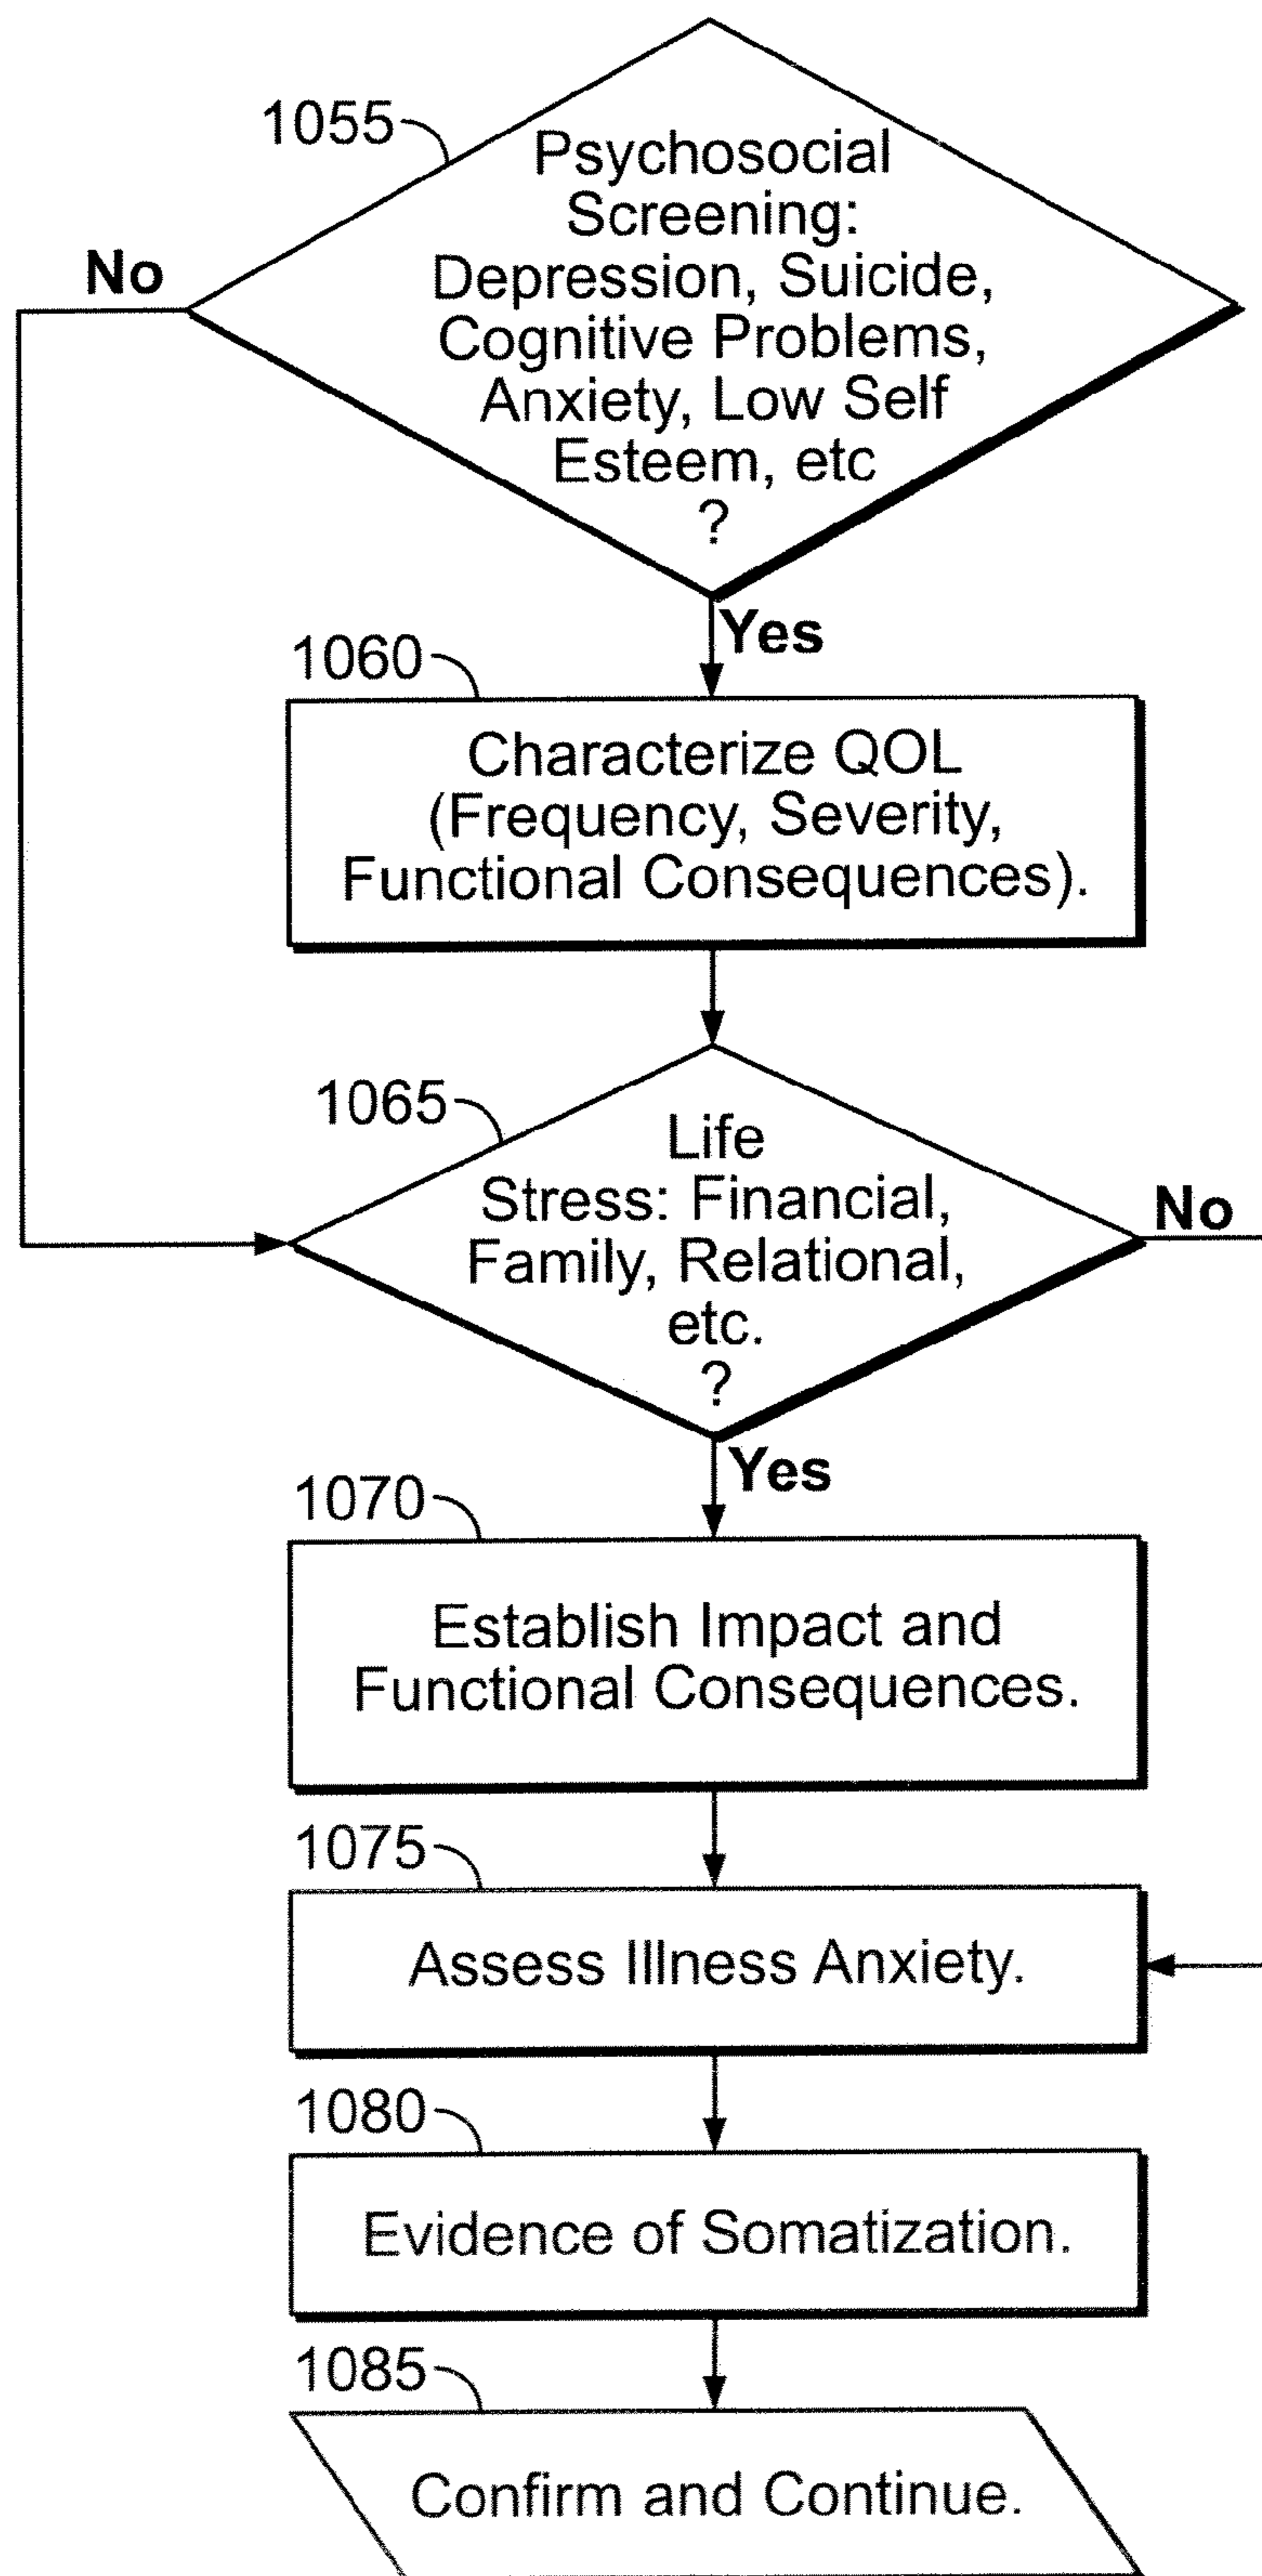 1055
Psychosocial
Screening:
No
Depression, Suicide,
Cognitive Problems,
Anxiety, Low Self
Esteem, etc
?
Yes
1060
Characterize QOL
(Frequency, Severity,
Functional Consequences).
1065
Life
Stress: Financial,
No
Family, Relational,
etc.
?
Yes
1070
Establish Impact and
Functional Consequences.
1075
Assess Illness Anxiety.
1080
Evidence of Somatization.
1085
Confirm and Continue.